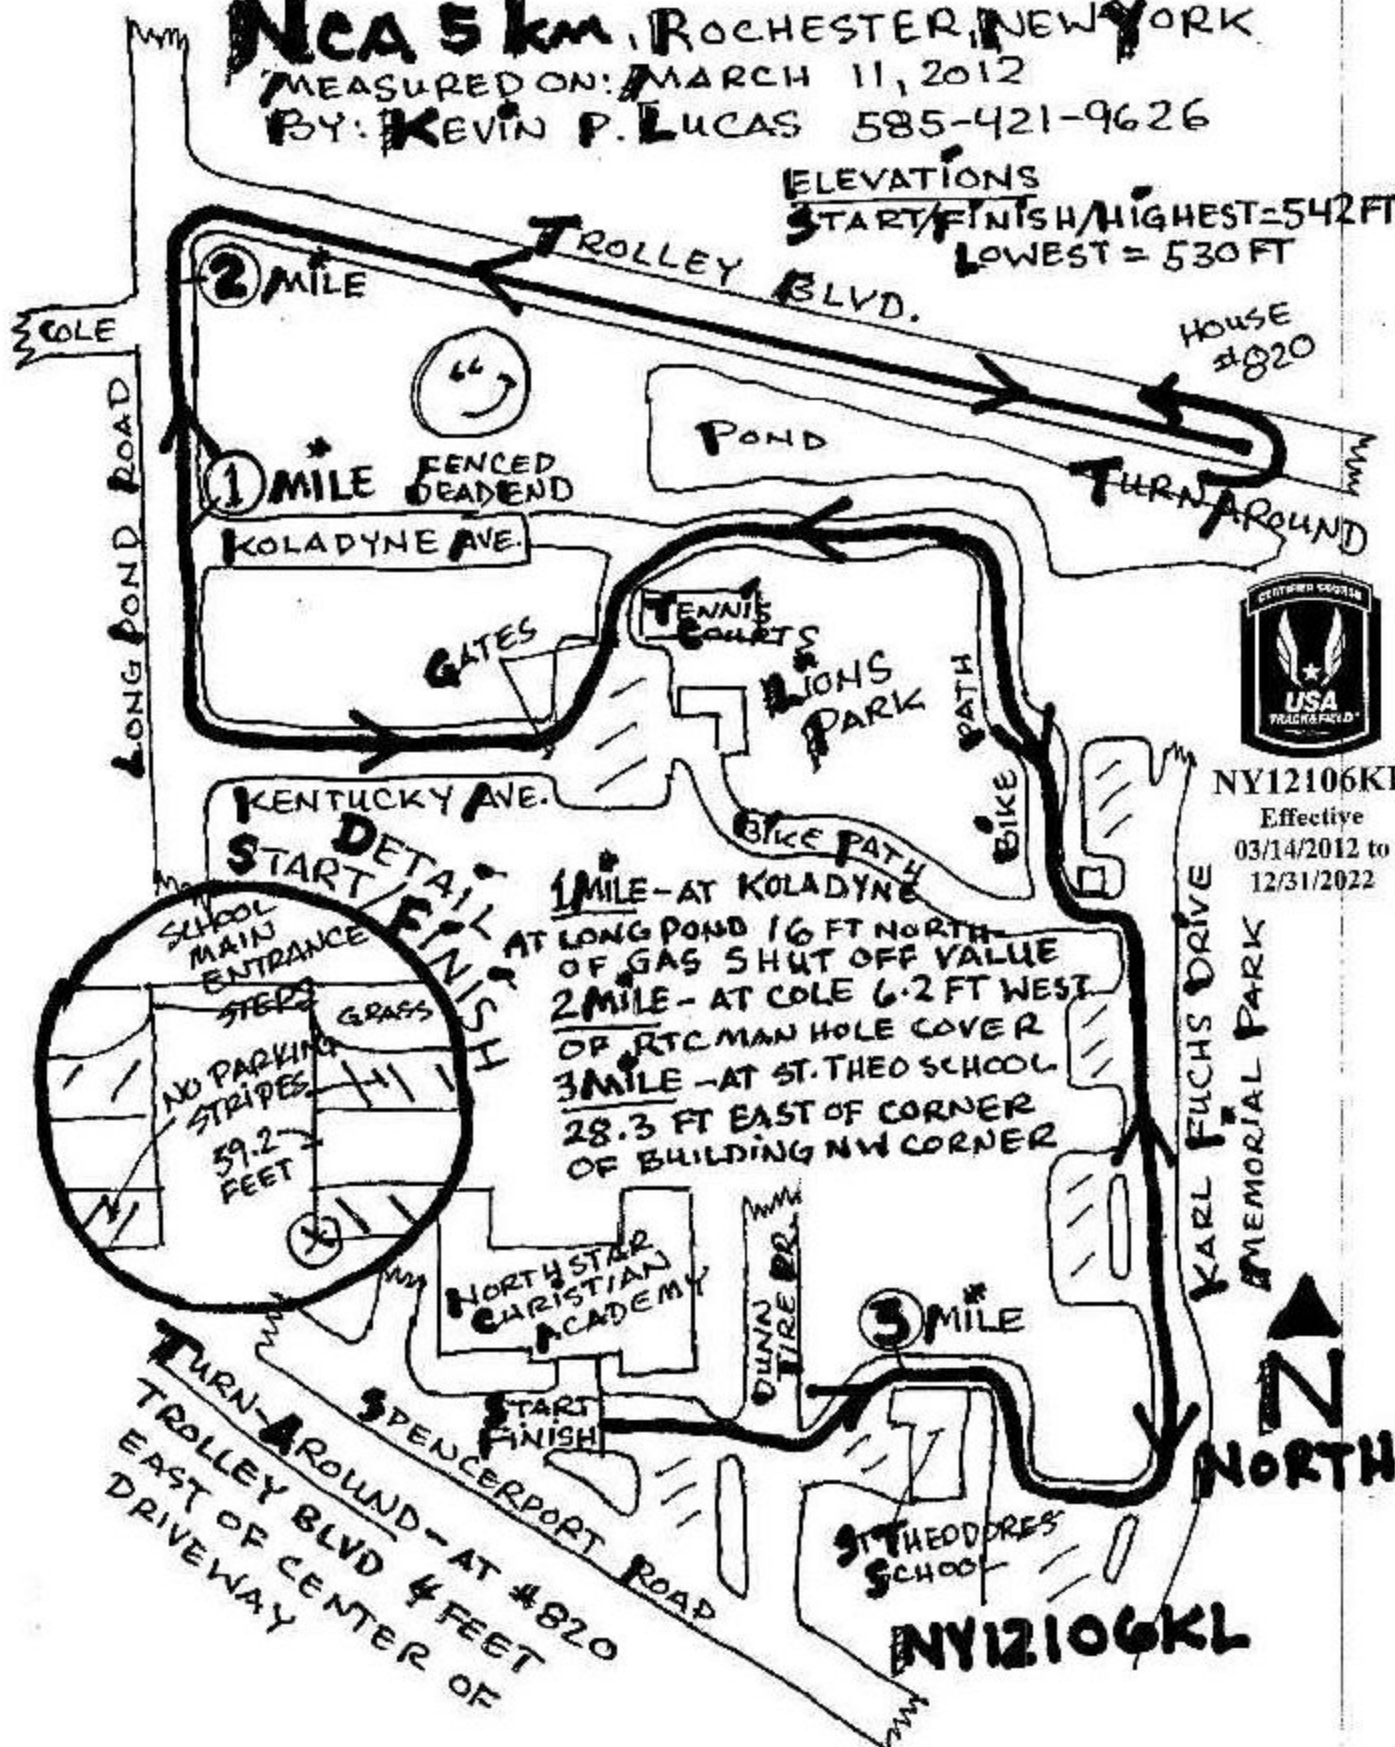 NCA 5 Km, ROCHESTER, NEW YORK
MEASURED ON: MARCH 11, 2012
BY: KEVIN P. LUCAS 585-421-9626
ELEVATIONS
START/FINISH/HIGHEST=542FT
LOWEST = 530FT
TROLLEY BLVD.
2 MILE
COLE
HOUSE
#820
POND
1 MILE
FENCED
DEADEND
TURN AROUND
KOLADYNE AVE.
LONG POND ROAD
TENNIS
COURTS
GATES
LIONS
PARK
BIKE PATH
CERTIFIED COURSE
USA
TRACK & FIELD
NY12106KL
Effective
03/14/2012 to
12/31/2022
KENTUCKY AVE.
BIKE PATH
DETAIL
START/FINISH
SCHOOL
MAIN
ENTRANCE
STEPS
GRASS
NO PARKING
STRIPES
59.2
FEET
X
1 MILE-AT KOLADYNE
AT LONG POND 16 FT NORTH
OF GAS SHUT OFF VALUE
2 MILE- AT COLE 6.2 FT WEST
OF RTC MAN HOLE COVER
3 MILE -AT ST. THEO SCHOOL
28.3 FT EAST OF CORNER
OF BUILDING NW CORNER
KARL FUCHS DRIVE
MEMORIAL PARK
NORTHSTAR
CHRISTIAN
ACADEMY
DUNN
TIRE DR.
3 MILE
N
NORTH
START
FINISH
SPENCERPORT ROAD
ST THEODORES
SCHOOL
TURN-AROUND-AT #820
TROLLEY BLVD 4 FEET
EAST OF CENTER OF
DRIVEWAY
NY12106KL